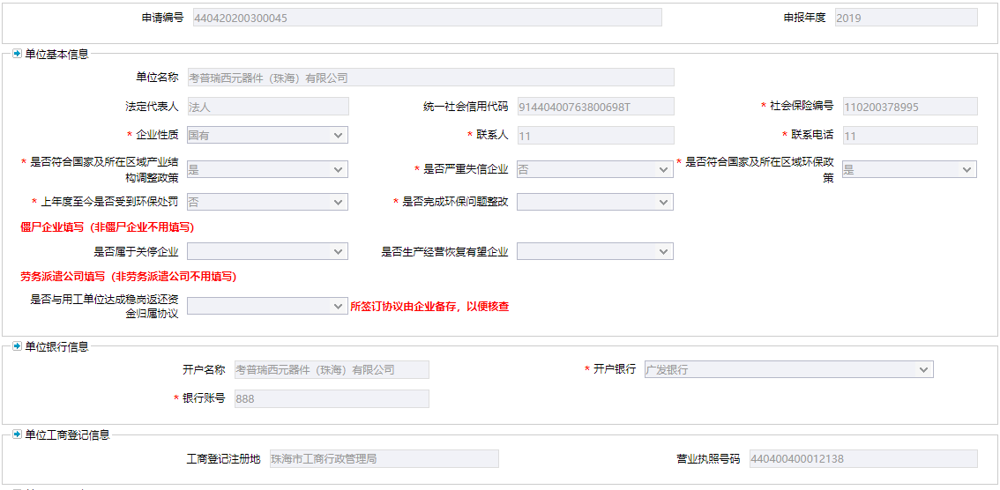 申请编号 440420200300045 申报年度 2019
单位基本信息
单位名称 考普瑞西元器件（珠海）有限公司
法定代表人 法人 统一社会信用代码 91440400763800698T * 社会保险编号 110200378995
* 企业性质 国有 * 联系人 11 * 联系电话 11
* 是否符合国家及所在区域产业结
构调整政策 是 * 是否严重失信企业 否 * 是否符合国家及所在区域环保政
策 是
* 上年度至今是否受到环保处罚 否 * 是否完成环保问题整改
僵尸企业填写（非僵尸企业不用填写）
是否属于关停企业 是否生产经营恢复有望企业
劳务派遣公司填写（非劳务派遣公司不用填写）
是否与用工单位达成稳岗返还资
金归属协议 所签订协议由企业备存，以便核查
单位银行信息
开户名称 考普瑞西元器件（珠海）有限公司 * 开户银行 广发银行
* 银行账号 888
单位工商登记信息
工商登记注册地 珠海市工商行政管理局 营业执照号码 440400400012138